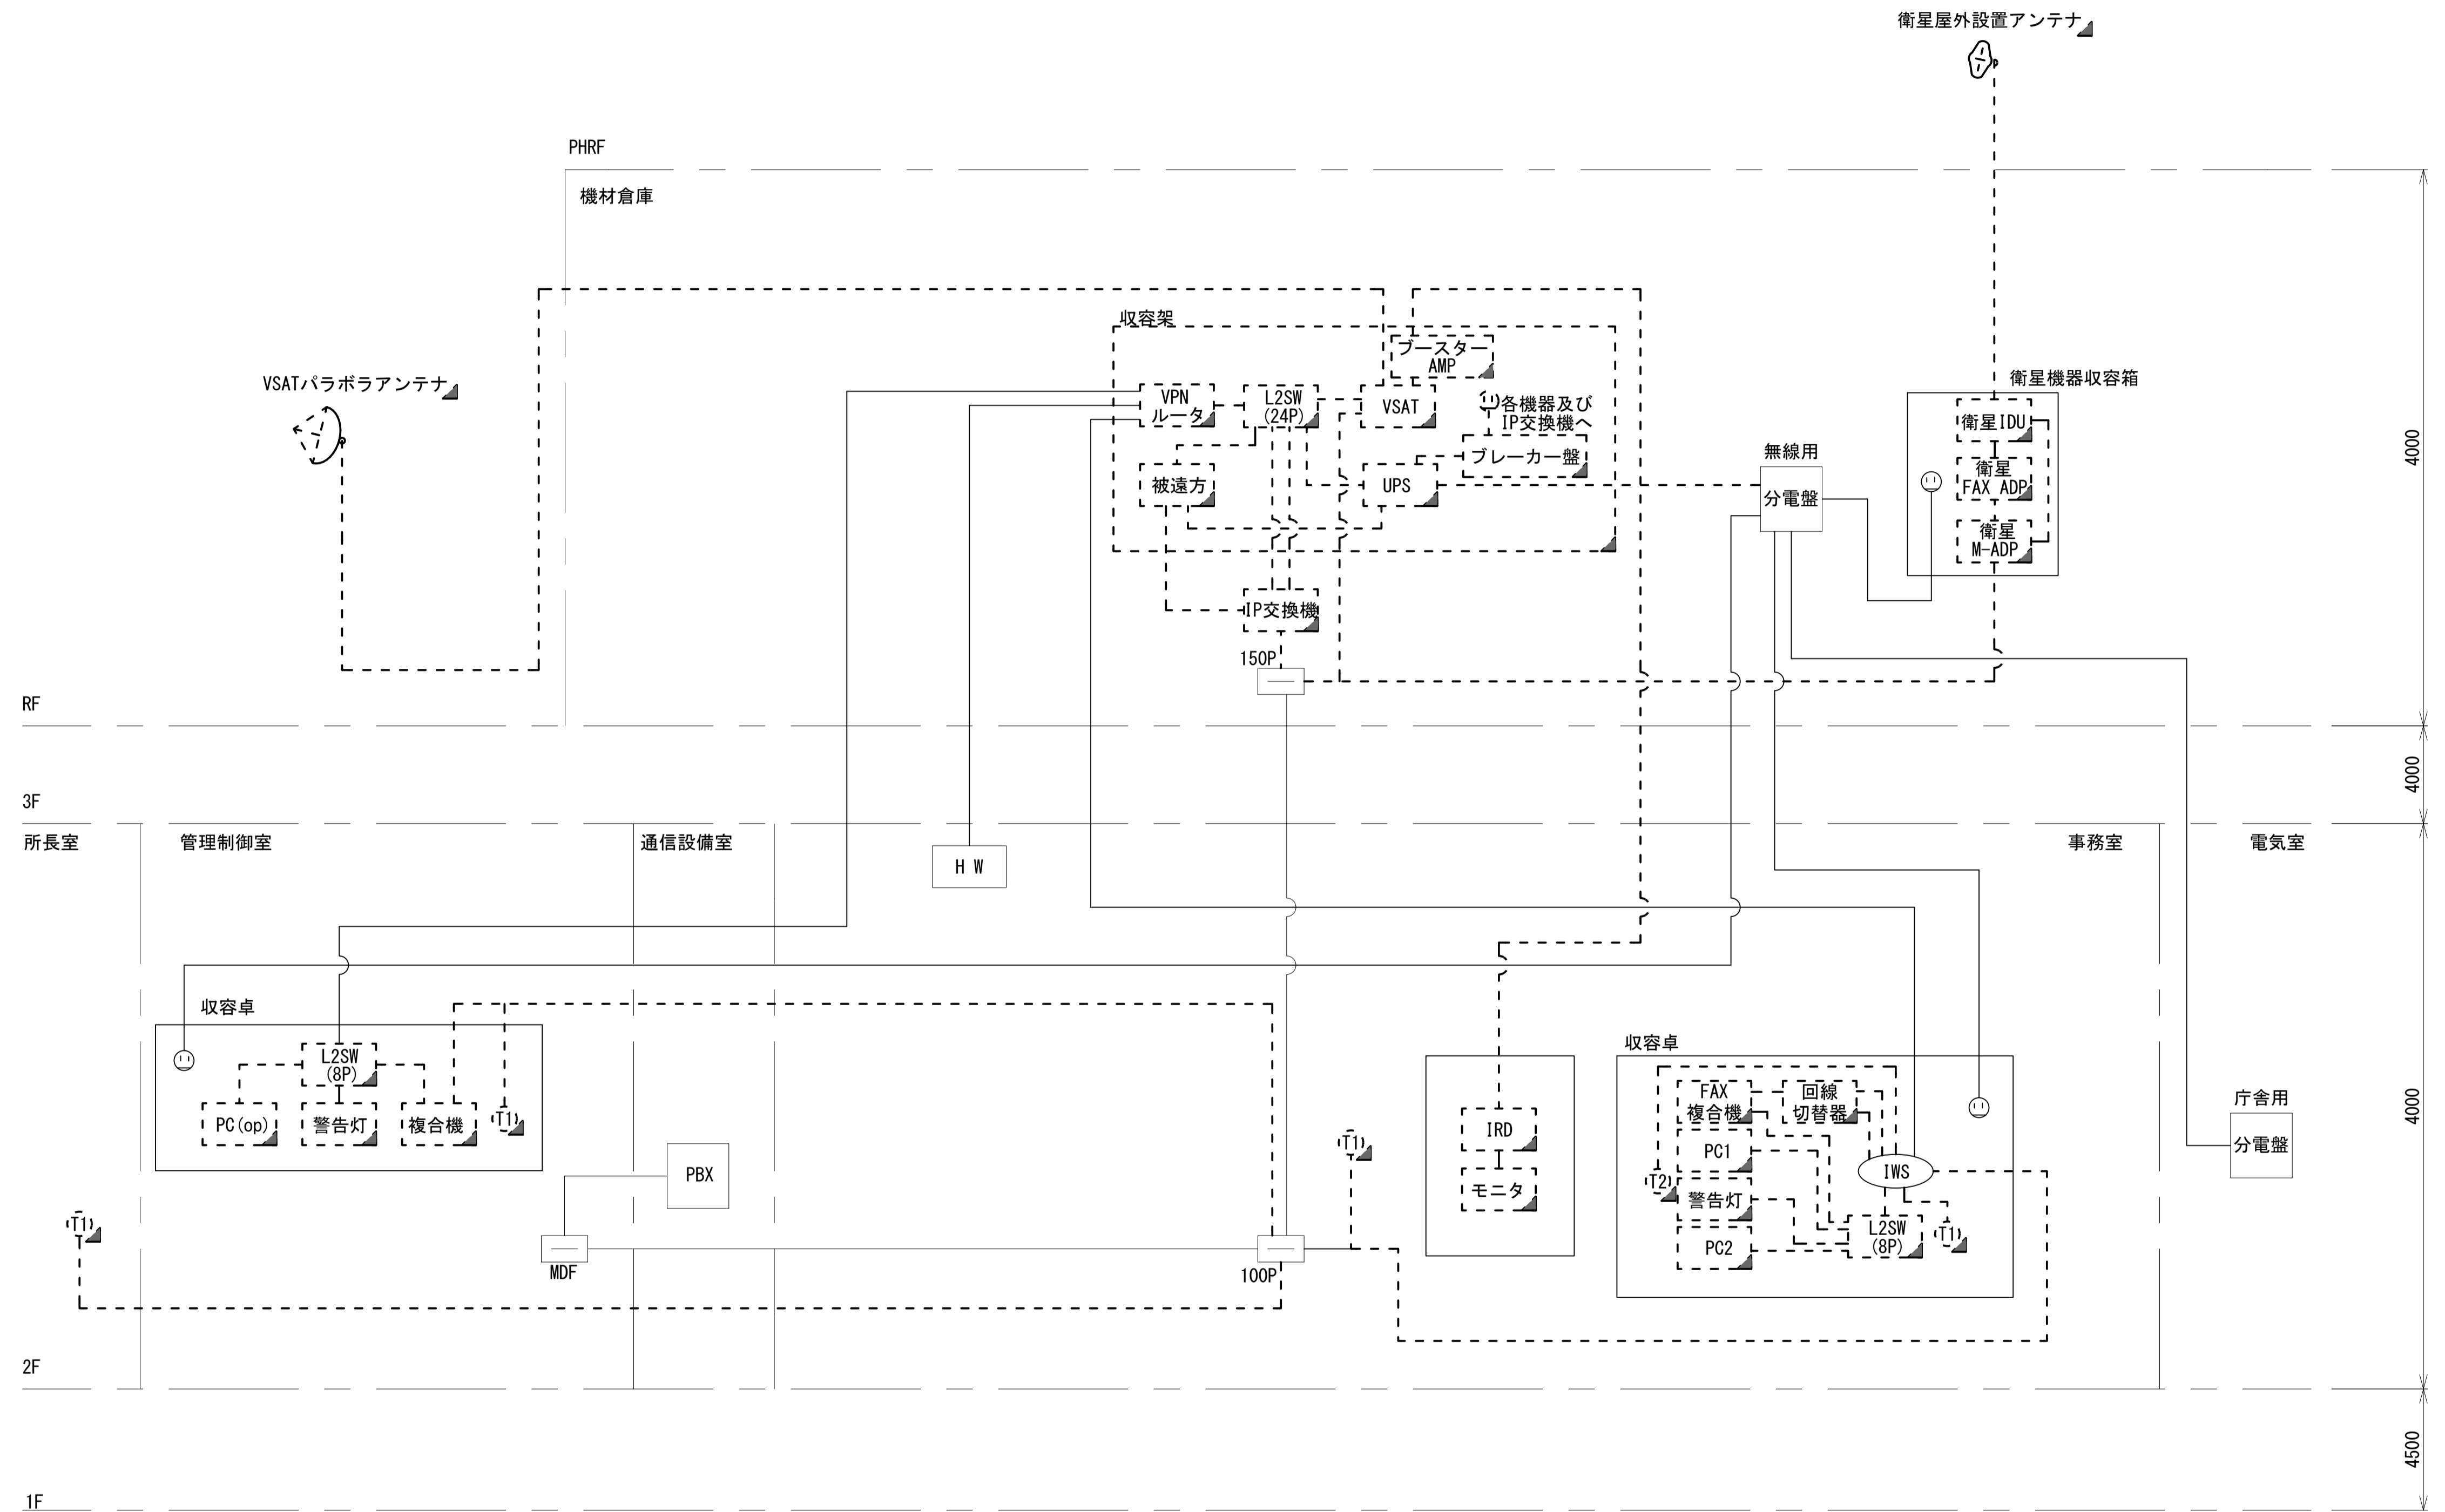 衛星屋外設置アンテナ
PHRF
機材倉庫
収容架
ブースター
AMP
衛星機器収容箱
VSATパラボラアンテナ
VPN
ルータ
L2SW
(24P)
VSAT
各機器及び
IP交換機へ
衛星IDU
4000
無線用
ブレーカー盤
被遠方
UPS
分電盤
衛星
FAX ADP
衛星
M-ADP
IP交換機
150P
RF
4000
3F
所長室
管理制御室
通信設備室
事務室
電気室
H W
収容卓
収容卓
L2SW
(8P)
PC(op)
警告灯
複合機
T1
FAX
複合機
回線
切替器
庁舎用
4000
T1
IRD
PC1
分電盤
PBX
IWS
モニタ
T2
警告灯
T1
L2SW
(8P)
T1
PC2
MDF
100P
2F
4500
1F